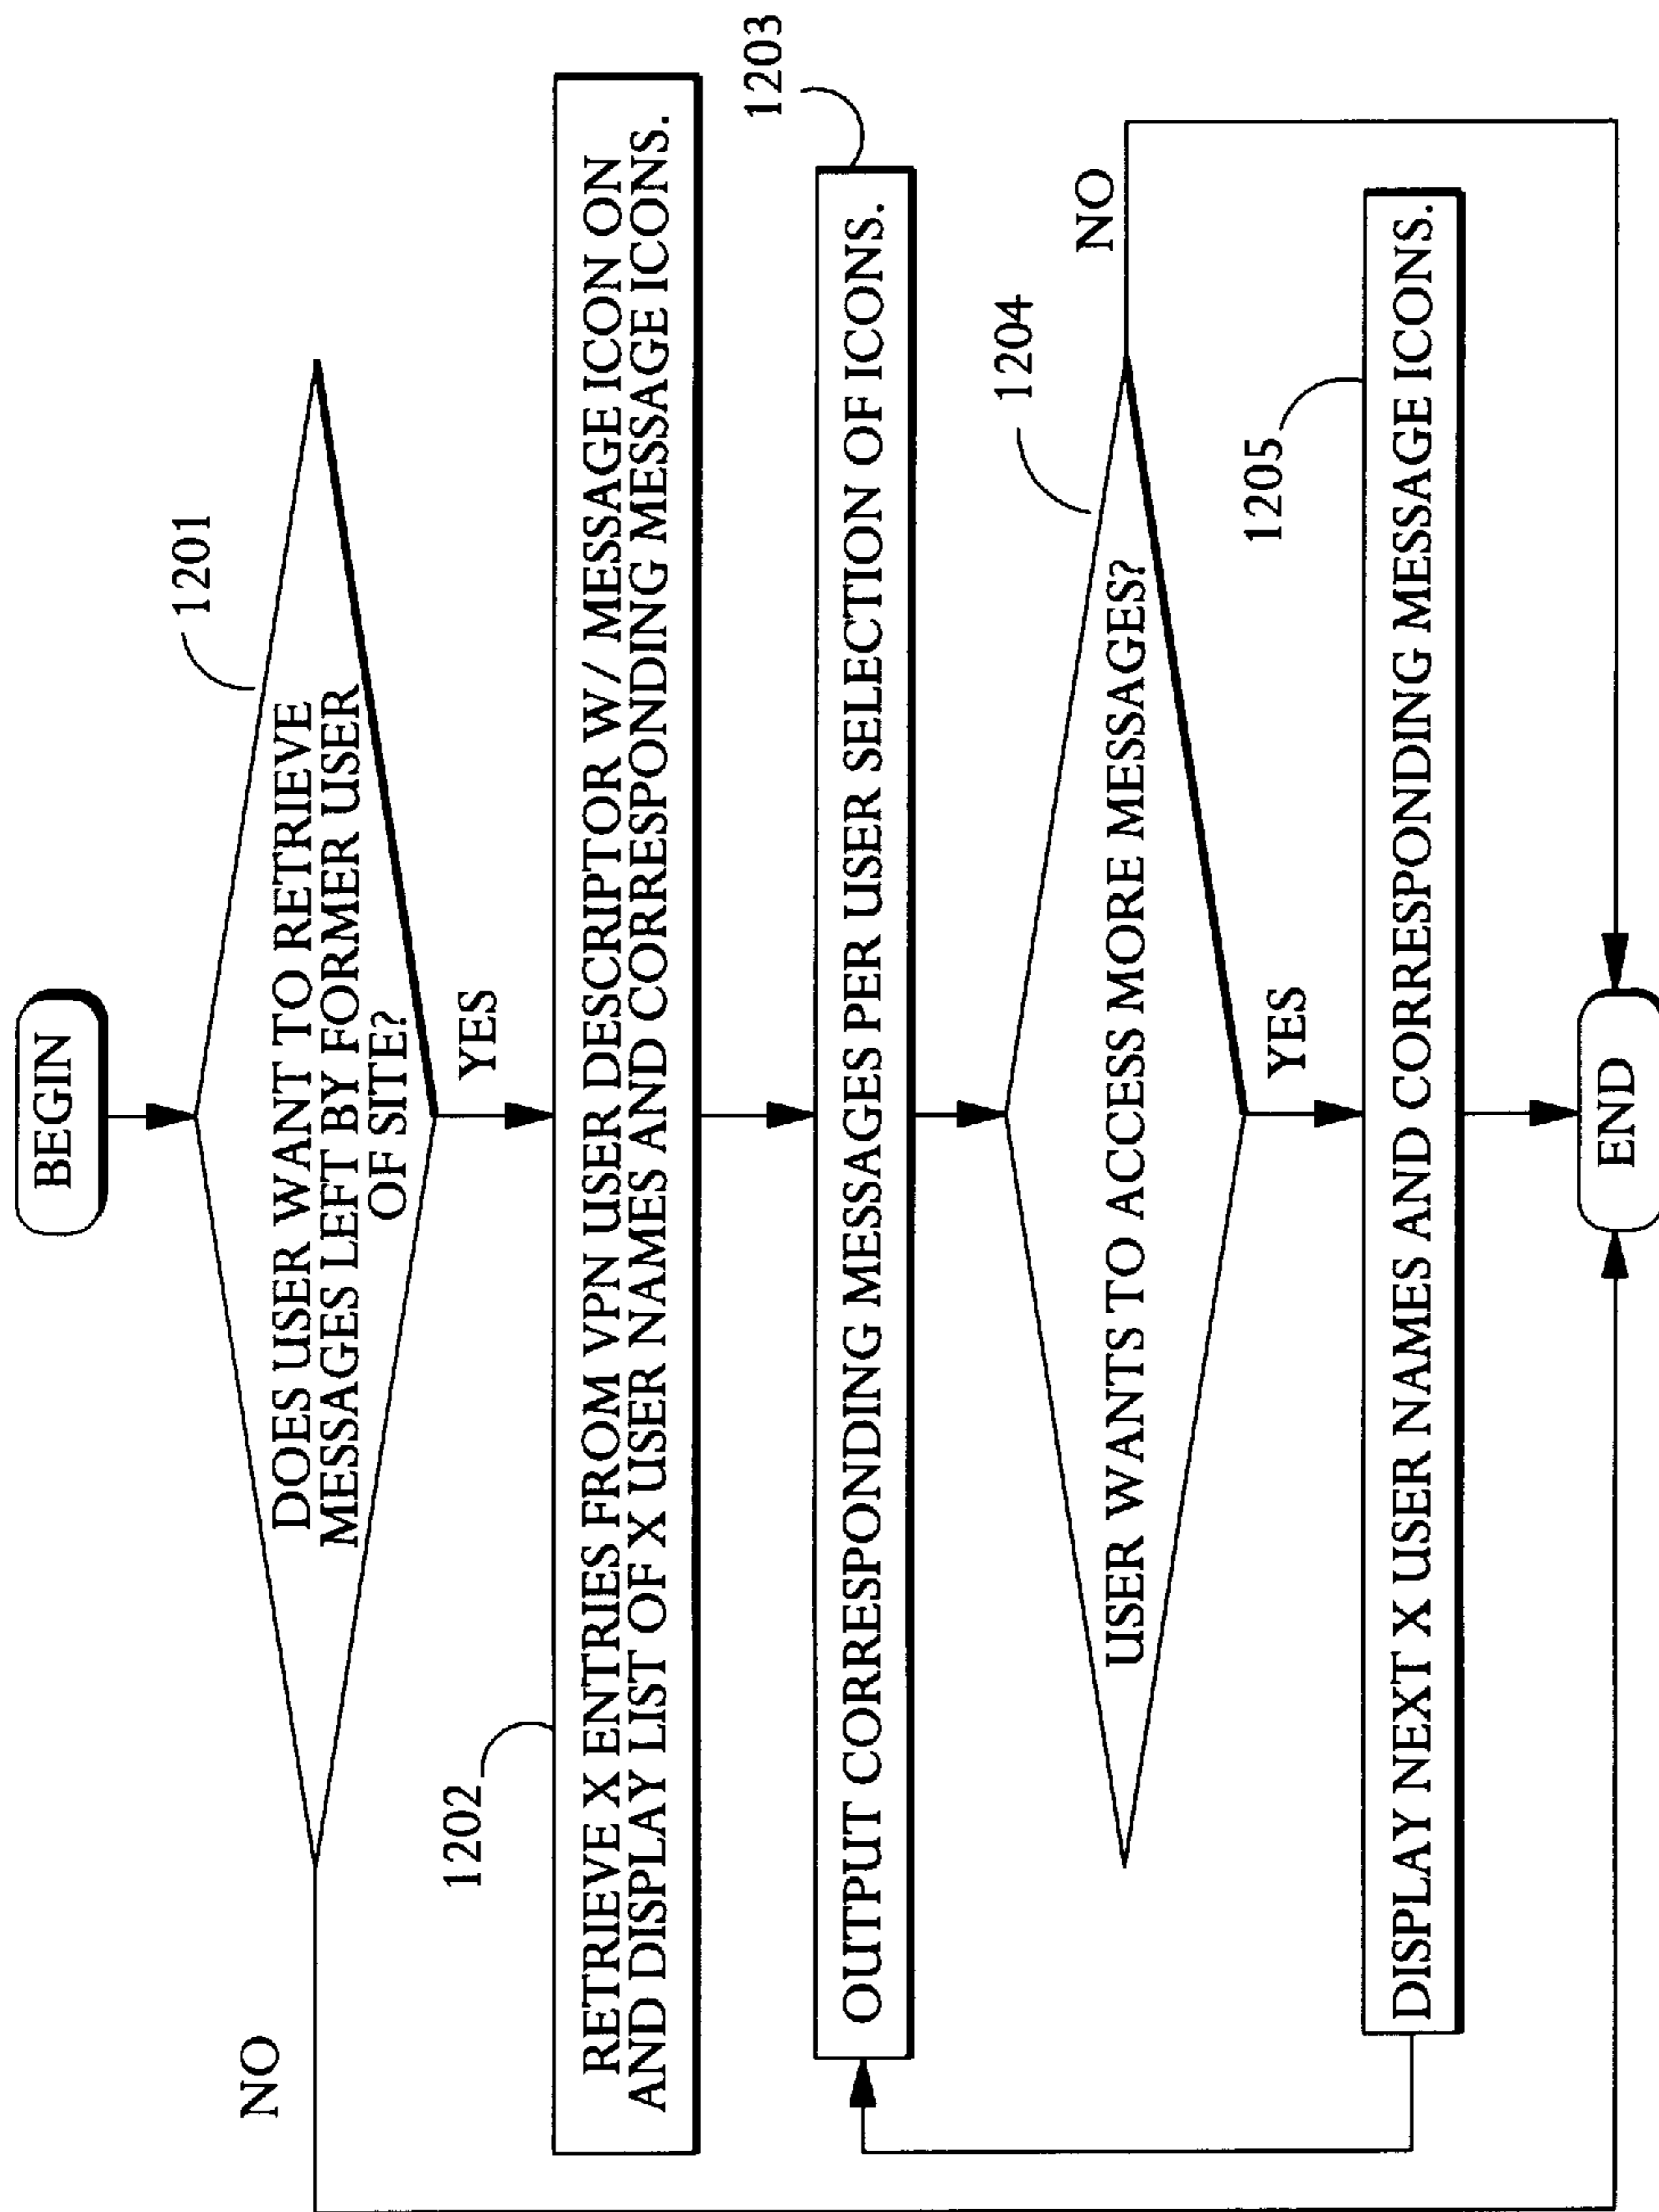 BEGIN
1201
DOES USER WANT TO RETRIEVE
MESSAGES LEFT BY FORMER USER
OF SITE?
NO
YES
1202
RETRIEVE X ENTRIES FROM VPN USER DESCRIPTOR W/ MESSAGE ICON ON
AND DISPLAY LIST OF X USER NAMES AND CORRESPONDING MESSAGE ICONS.
1203
OUTPUT CORRESPONDING MESSAGES PER USER SELECTION OF ICONS.
1204
USER WANTS TO ACCESS MORE MESSAGES?
NO
YES
1205
DISPLAY NEXT X USER NAMES AND CORRESPONDING MESSAGE ICONS.
END